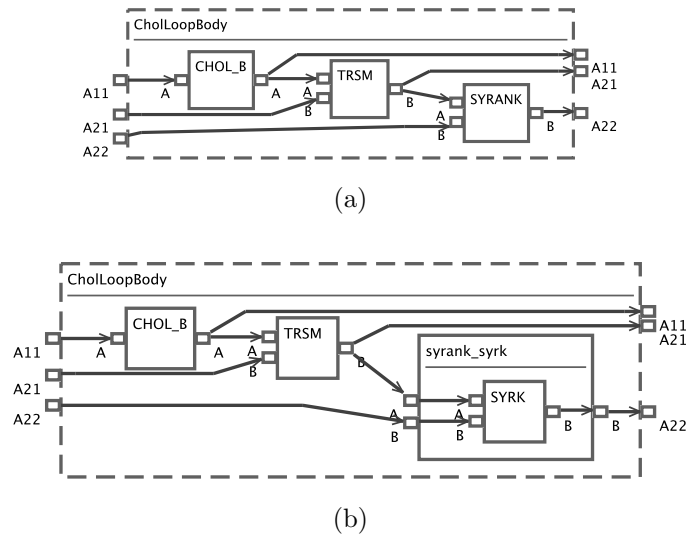 CholLoopBody
CHOL_B
TRSM
A11
A
A
A
B
B
A11
A21
SYRANK
A21
A22
A
B
B
A22
(a)
CholLoopBody
CHOL_B
TRSM
A11
A
A
A
B
B
A11
A21
syrank_syrk
A21
A22
SYRK
A
A
B
B
B
B
A22
(b)